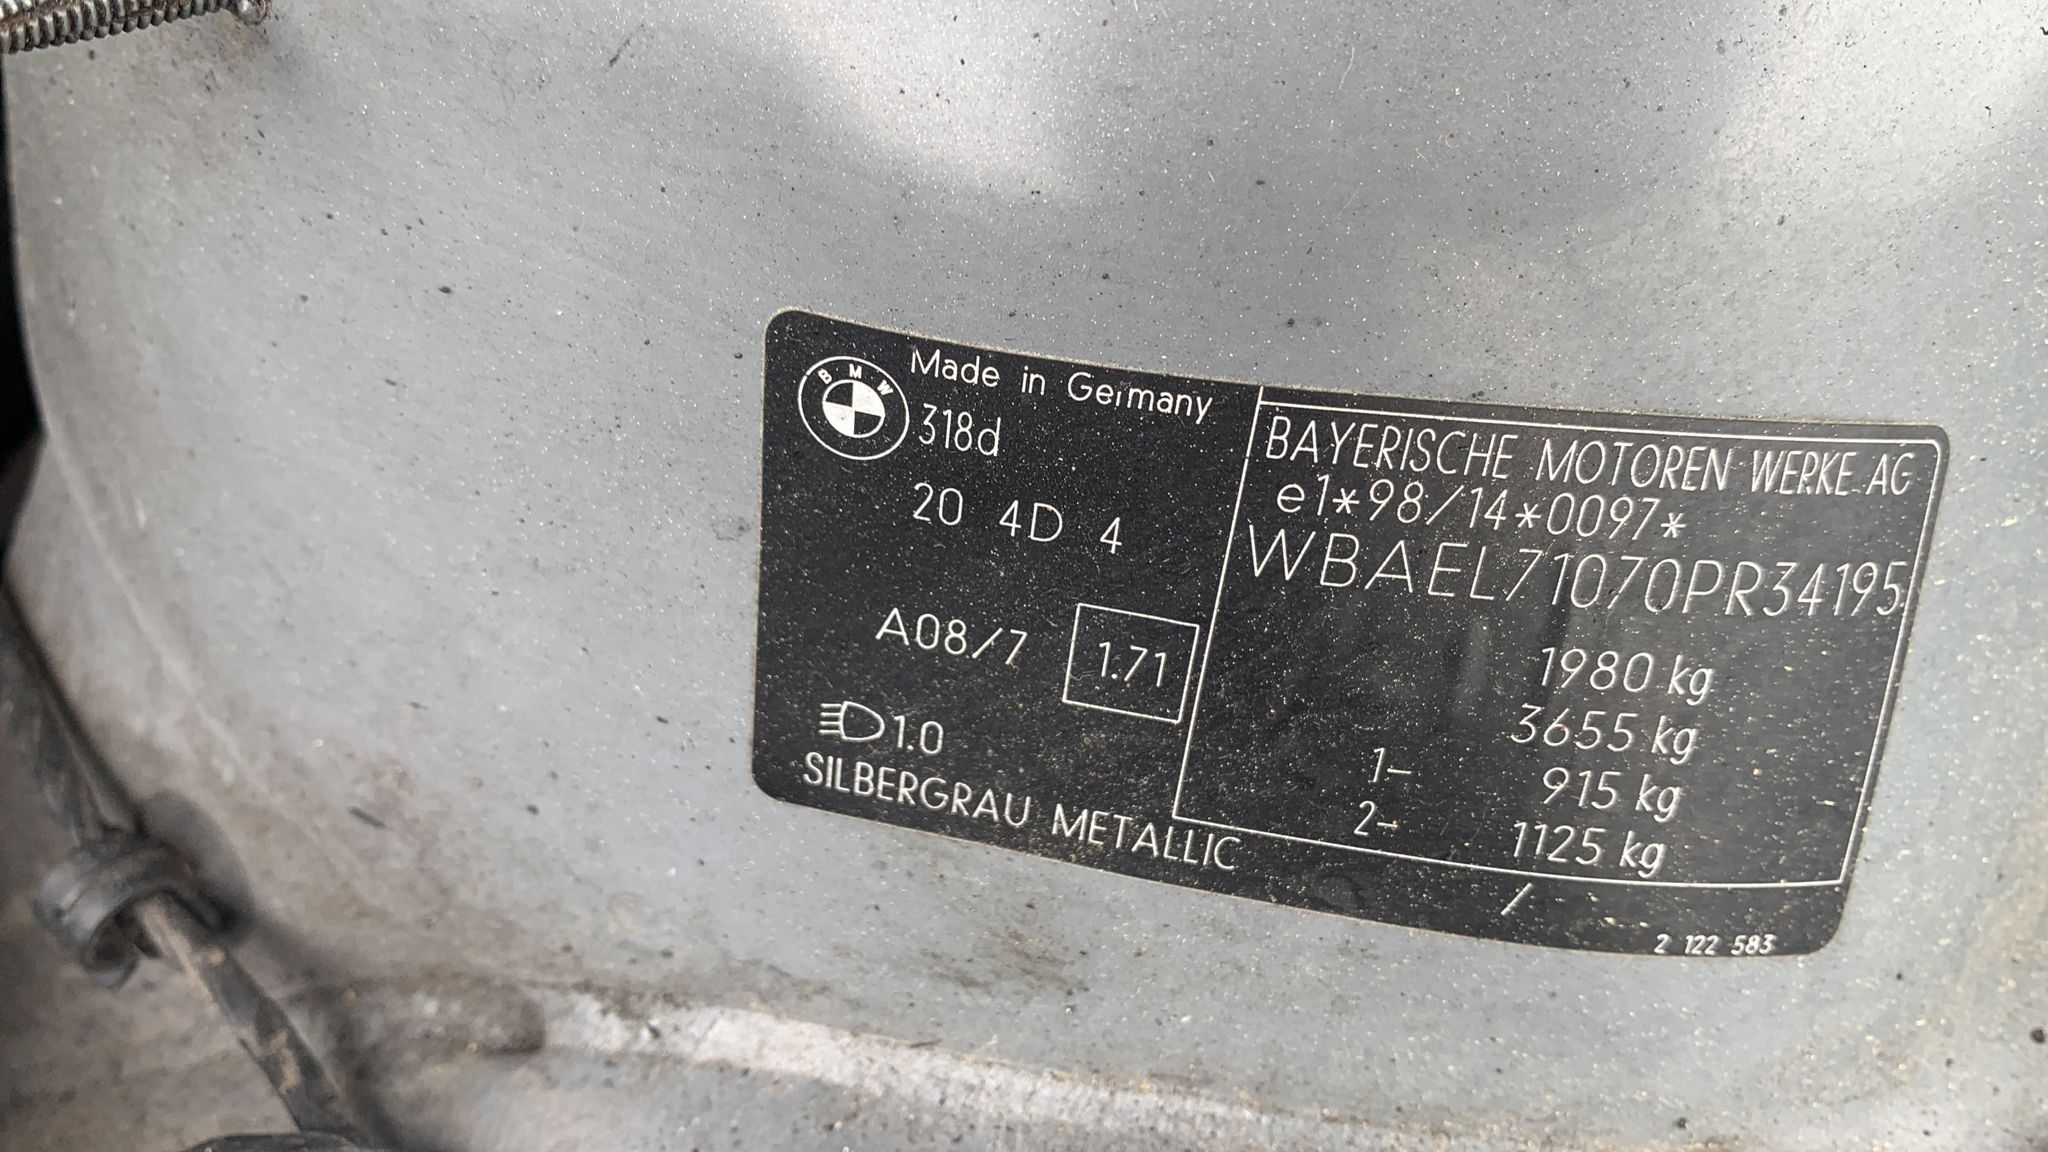 BMW
Made in Germany
318d
20 4D 4
A08/7
1.71
1.0
SILBERGRAU METALLIC
BAYERISCHE MOTOREN WERKE AG
e1*98/14*0097*
WBAEL71070PR34195
1980 kg
3655 kg
1- 915 kg
2- 1125 kg
/
2 122 583